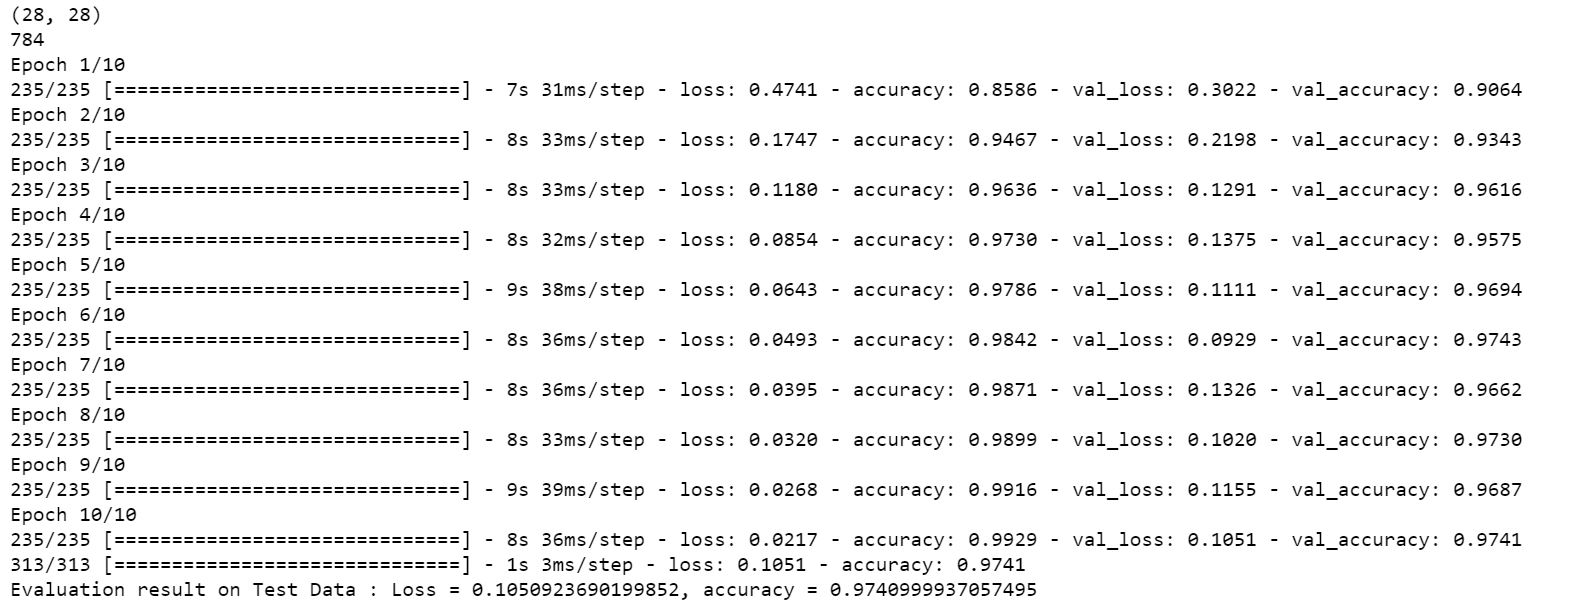 (28, 28)
784
Epoch 1/10
235/235 [==============================] - 7s 31ms/step - loss: 0.4741 - accuracy: 0.8586 - val_loss: 0.3022 - val_accuracy: 0.9064
Epoch 2/10
235/235 [==============================] - 8s 33ms/step - loss: 0.1747 - accuracy: 0.9467 - val_loss: 0.2198 - val_accuracy: 0.9343
Epoch 3/10
235/235 [==============================] - 8s 33ms/step - loss: 0.1180 - accuracy: 0.9636 - val_loss: 0.1291 - val_accuracy: 0.9616
Epoch 4/10
235/235 [==============================] - 8s 32ms/step - loss: 0.0854 - accuracy: 0.9730 - val_loss: 0.1375 - val_accuracy: 0.9575
Epoch 5/10
235/235 [==============================] - 9s 38ms/step - loss: 0.0643 - accuracy: 0.9786 - val_loss: 0.1111 - val_accuracy: 0.9694
Epoch 6/10
235/235 [==============================] - 8s 36ms/step - loss: 0.0493 - accuracy: 0.9842 - val_loss: 0.0929 - val_accuracy: 0.9743
Epoch 7/10
235/235 [==============================] - 8s 36ms/step - loss: 0.0395 - accuracy: 0.9871 - val_loss: 0.1326 - val_accuracy: 0.9662
Epoch 8/10
235/235 [==============================] - 8s 33ms/step - loss: 0.0320 - accuracy: 0.9899 - val_loss: 0.1020 - val_accuracy: 0.9730
Epoch 9/10
235/235 [==============================] - 9s 39ms/step - loss: 0.0268 - accuracy: 0.9916 - val_loss: 0.1155 - val_accuracy: 0.9687
Epoch 10/10
235/235 [==============================] - 8s 36ms/step - loss: 0.0217 - accuracy: 0.9929 - val_loss: 0.1051 - val_accuracy: 0.9741
313/313 [==============================] - 1s 3ms/step - loss: 0.1051 - accuracy: 0.9741
Evaluation result on Test Data : Loss = 0.1050923690199852, accuracy = 0.9740999937057495